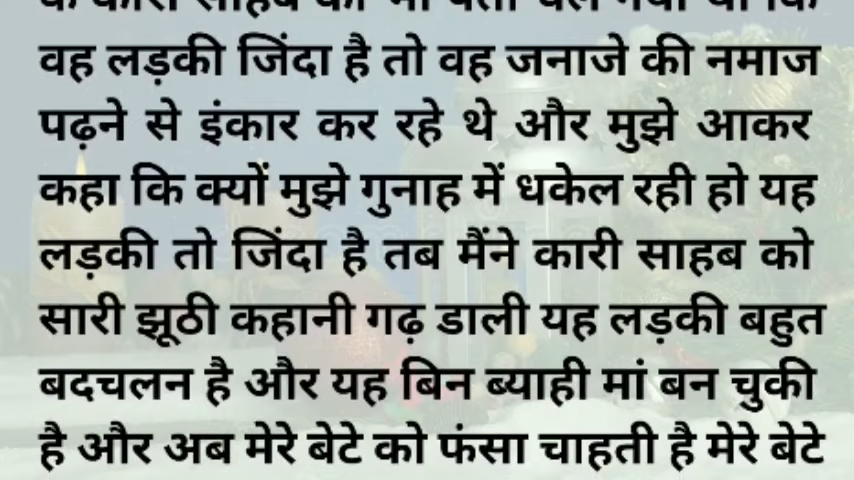 वह लड़की जिंदा है तो वह जनाजे की नमाज
पढ़ने से इंकार कर रहे थे और मुझे आकर
कहा कि क्यों मुझे गुनाह में धकेल रही हो यह
लड़की तो जिंदा है तब मैंने कारी साहब को
सारी झूठी कहानी गढ़ डाली यह लड़की बहुत
बदचलन है और यह बिन ब्याही मां बन चुकी
है और अब मेरे बेटे को फंसा चाहती है मेरे बेटे